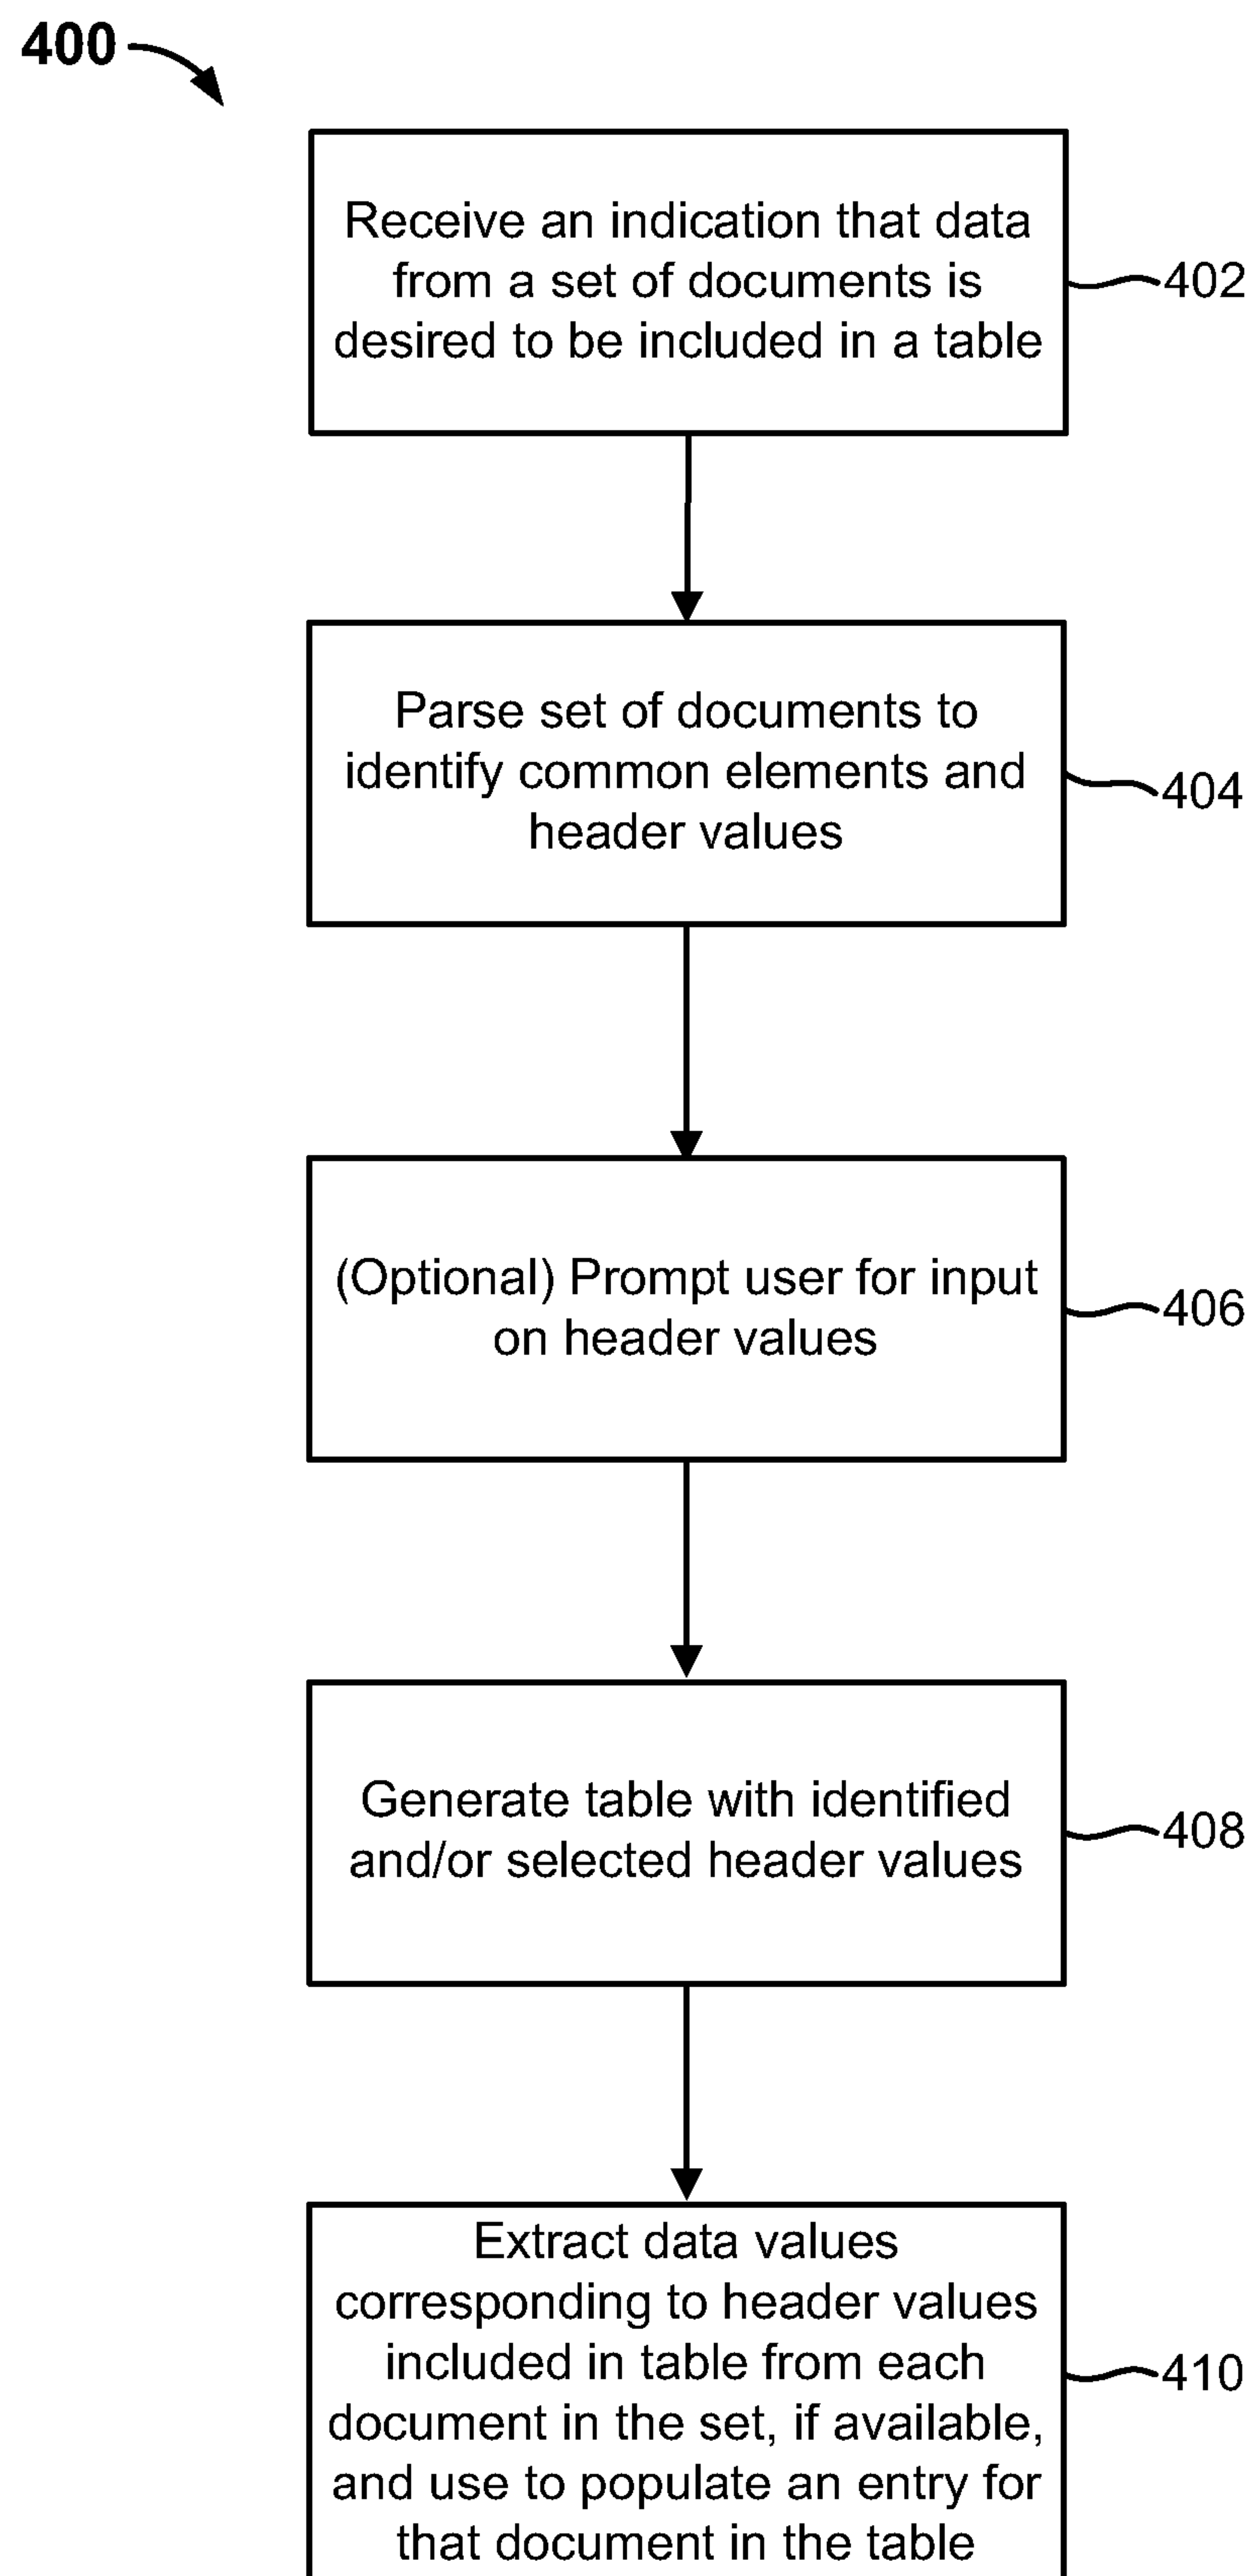 400
Receive an indication that data
from a set of documents is
desired to be included in a table
402
Parse set of documents to
identify common elements and
header values
404
(Optional) Prompt user for input
on header values
406
Generate table with identified
and/or selected header values
408
Extract data values
corresponding to header values
included in table from each
document in the set, if available,
and use to populate an entry for
that document in the table
410